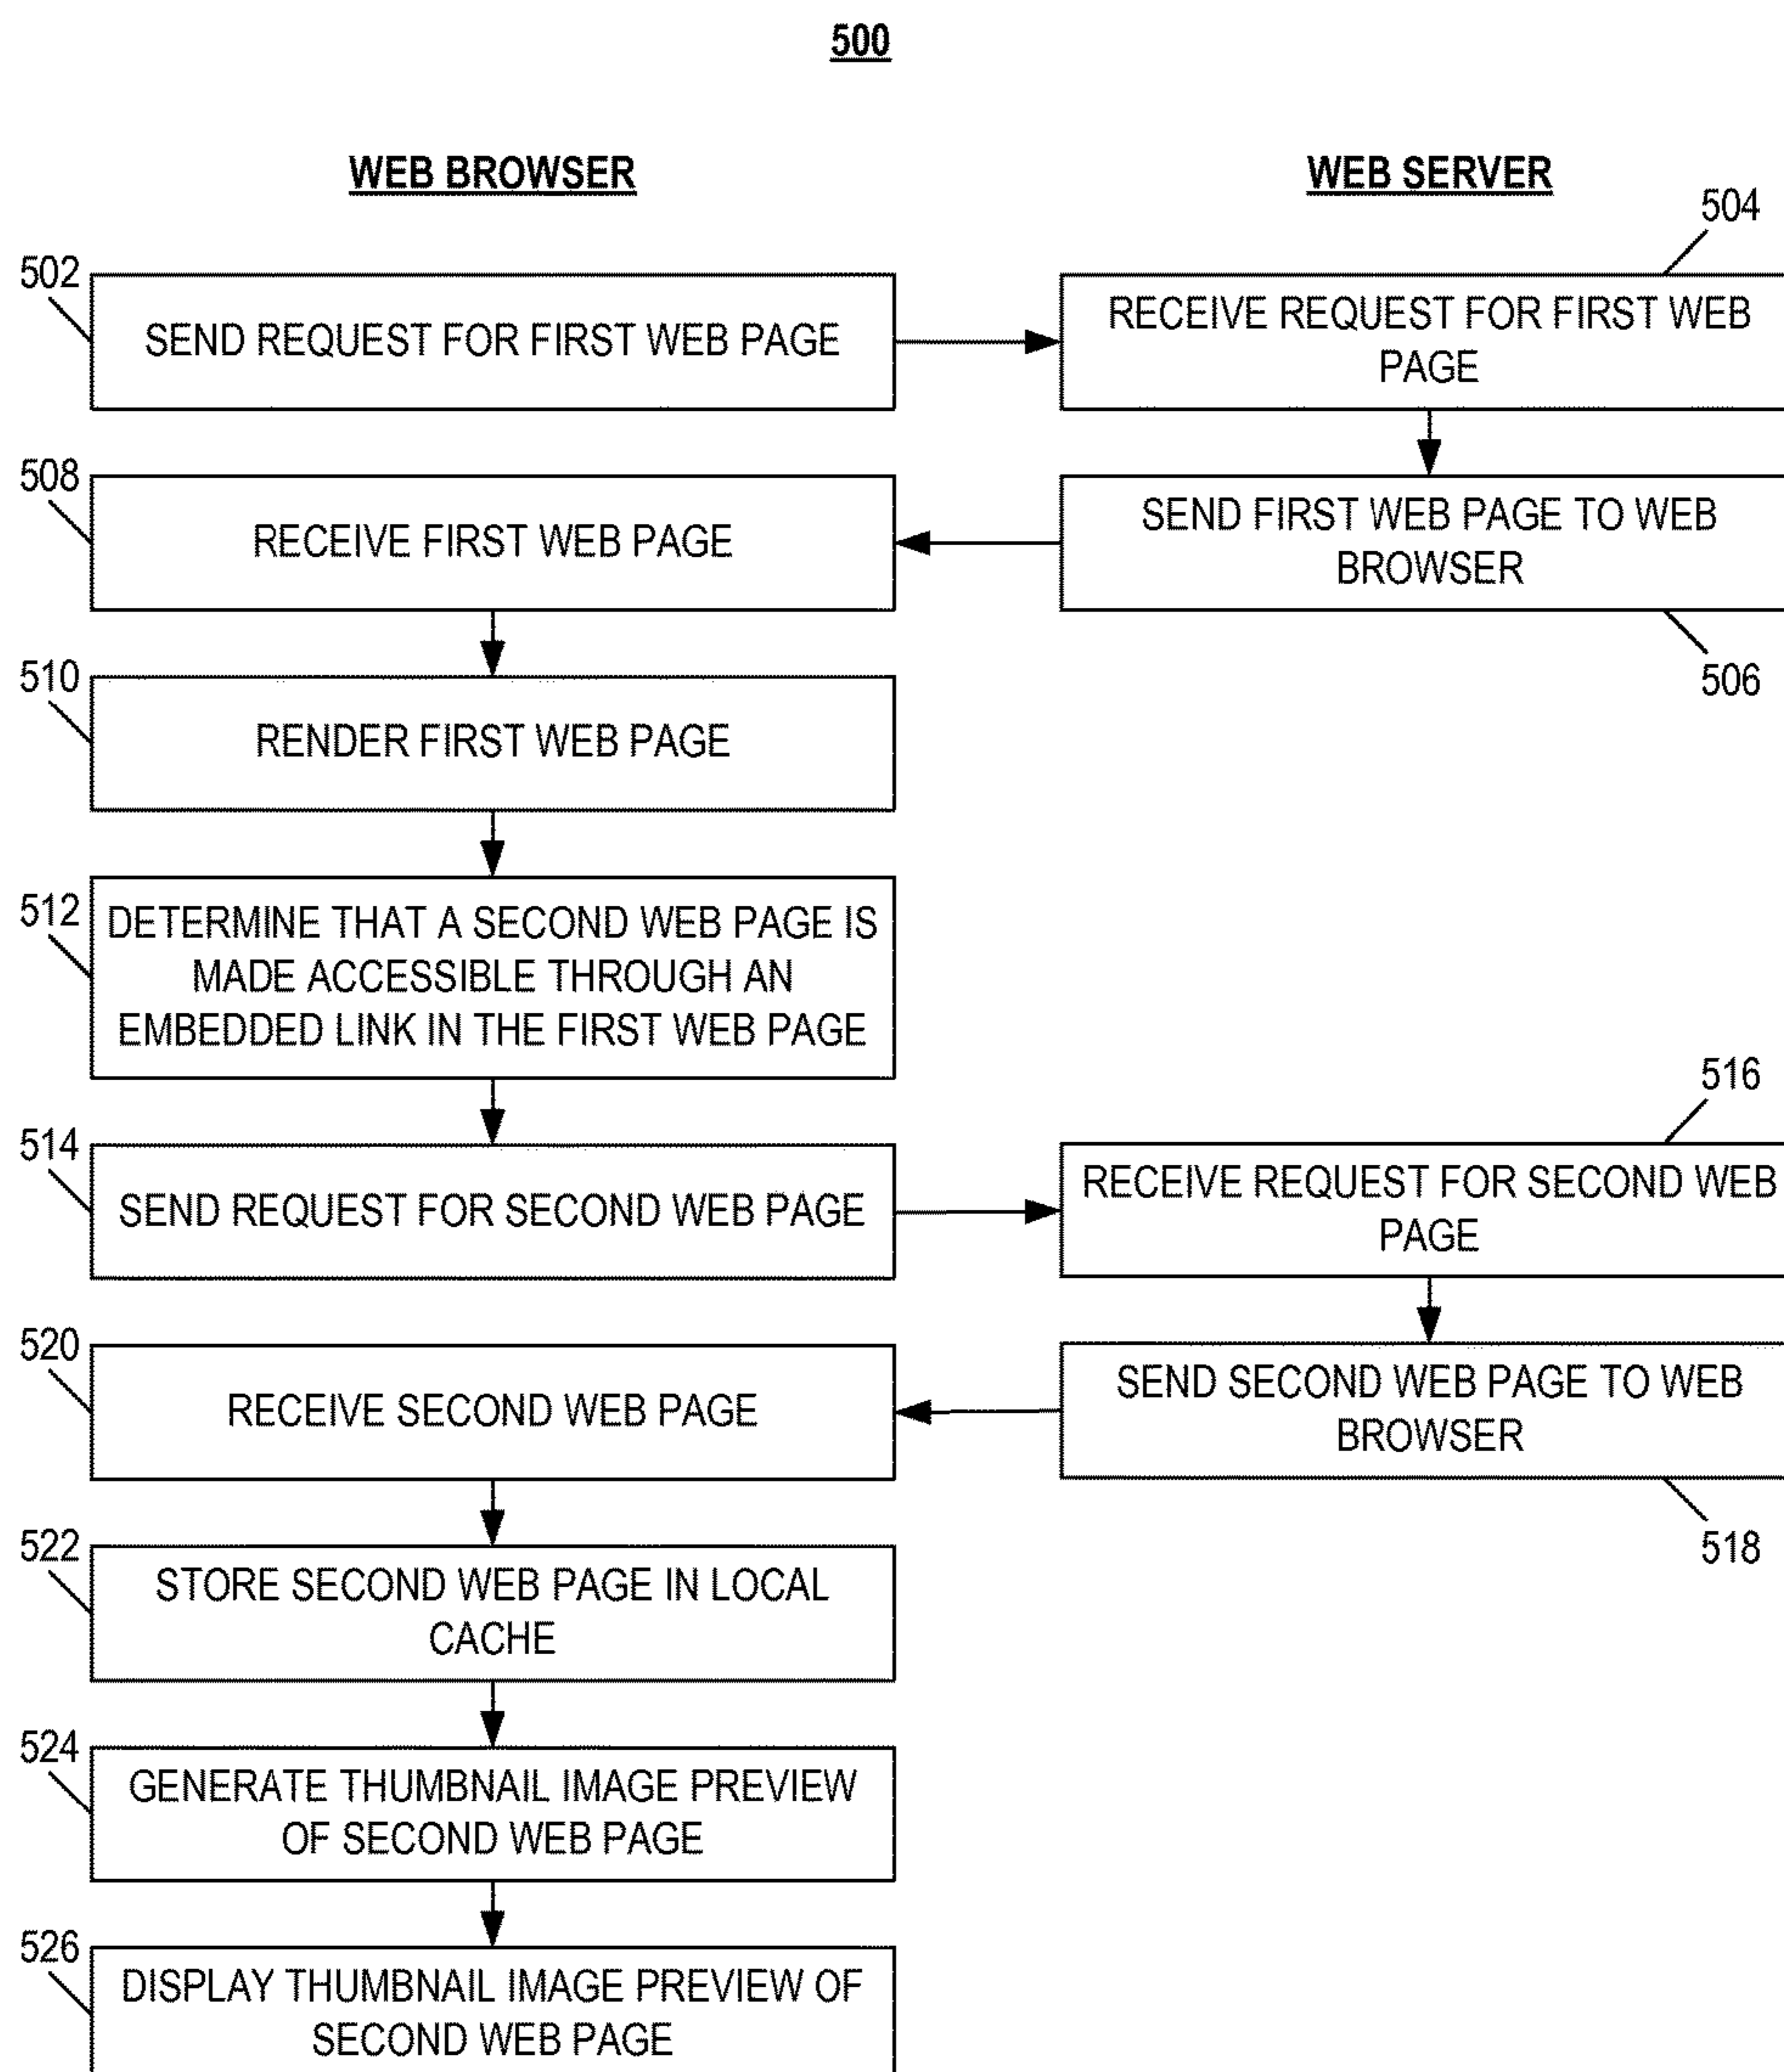 500
WEB BROWSER
WEB SERVER
504
502
SEND REQUEST FOR FIRST WEB PAGE
RECEIVE REQUEST FOR FIRST WEB
PAGE
508
RECEIVE FIRST WEB PAGE
SEND FIRST WEB PAGE TO WEB
BROWSER
506
510
RENDER FIRST WEB PAGE
512
DETERMINE THAT A SECOND WEB PAGE IS
MADE ACCESSIBLE THROUGH AN
EMBEDDED LINK IN THE FIRST WEB PAGE
516
514
SEND REQUEST FOR SECOND WEB PAGE
RECEIVE REQUEST FOR SECOND WEB
PAGE
520
RECEIVE SECOND WEB PAGE
SEND SECOND WEB PAGE TO WEB
BROWSER
518
522
STORE SECOND WEB PAGE IN LOCAL
CACHE
524
GENERATE THUMBNAIL IMAGE PREVIEW
OF SECOND WEB PAGE
526
DISPLAY THUMBNAIL IMAGE PREVIEW OF
SECOND WEB PAGE